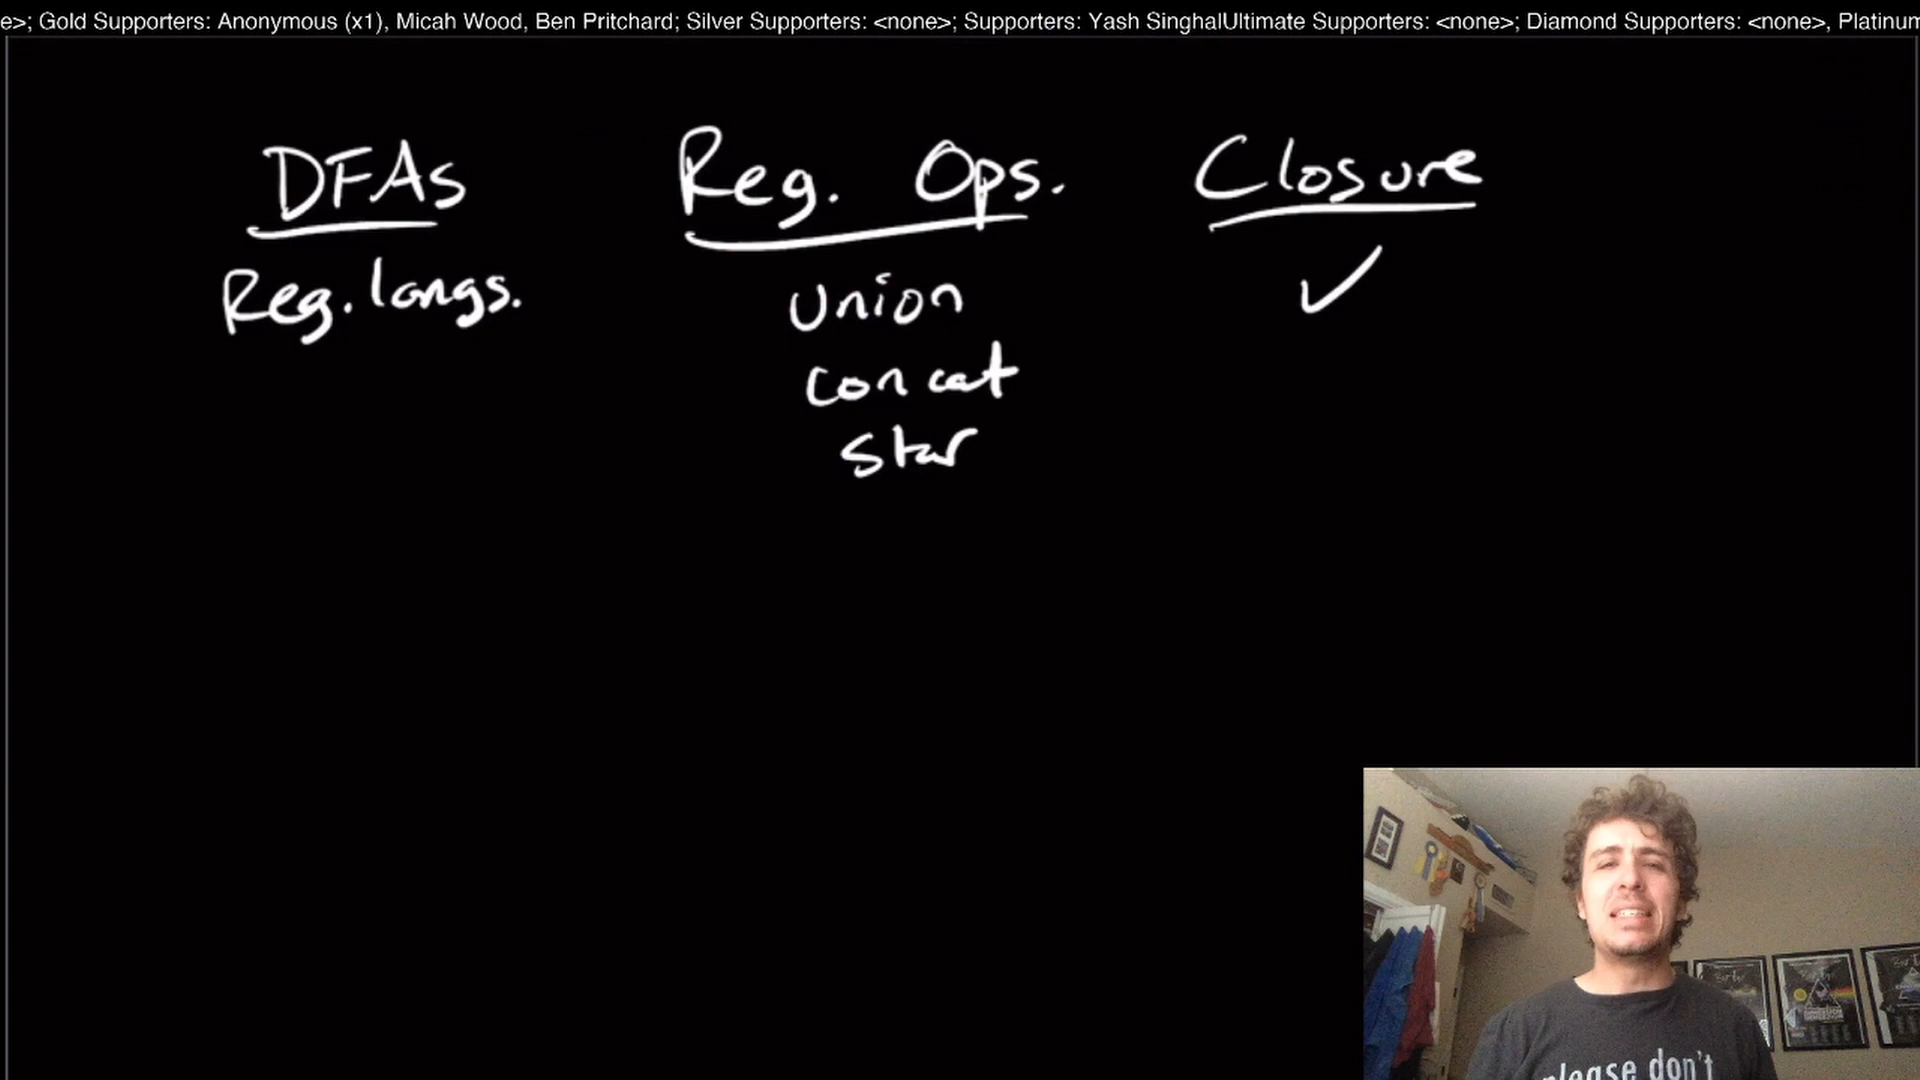 e>; Gold Supporters: Anonymous (x1), Micah Wood, Ben Pritchard; Silver Supporters: <none>; Supporters: Yash SinghalUltimate Supporters: <none>; Diamond Supporters: <none>, Platinum
DFAs
Reg. Ops.
Closure
Reg. langs.
Union
concat
star
please don't